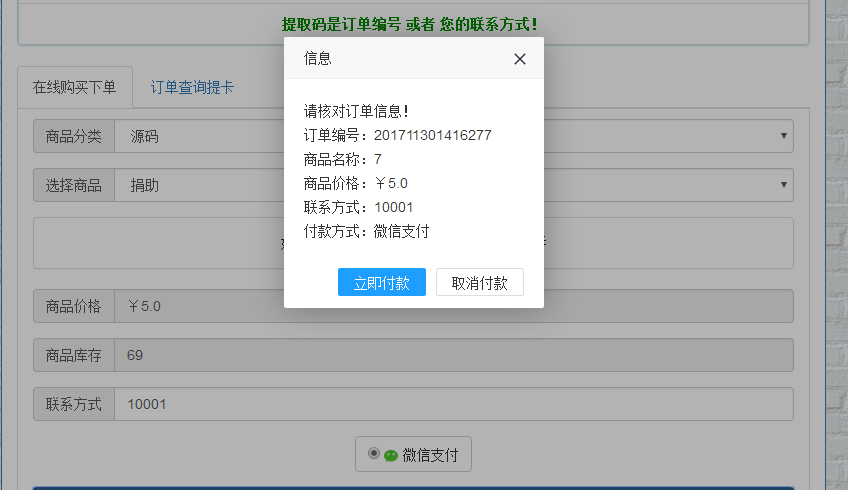 提取码是订单编号 或者 您的联系方式！
信息
在线购买下单 订单查询提卡
请核对订单信息！
订单编号：201711301416277
商品名称：7
商品价格：￥5.0
联系方式：10001
付款方式：微信支付
立即付款 取消付款
商品分类 源码
选择商品 捐助
商品价格 ￥5.0
商品库存 69
联系方式 10001
微信支付